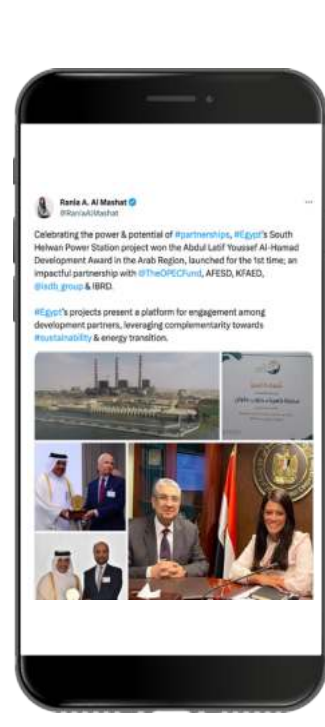 Rania A. Al Mashat
@RaniaAlMashat
Celebrating the power & potential of #partnerships, #Egypt's South
Helwan Power Station project won the Abdul Latif Youssef Al-Hamad
Development Award in the Arab Region, launched for the 1st time; an
impactful partnership with @TheOPECFund, AFESD, KFAED,
@isdb_group & IBRD.
#Egypt's projects present a platform for engagement among
development partners, leveraging complementarity towards
#sustainability & energy transition.